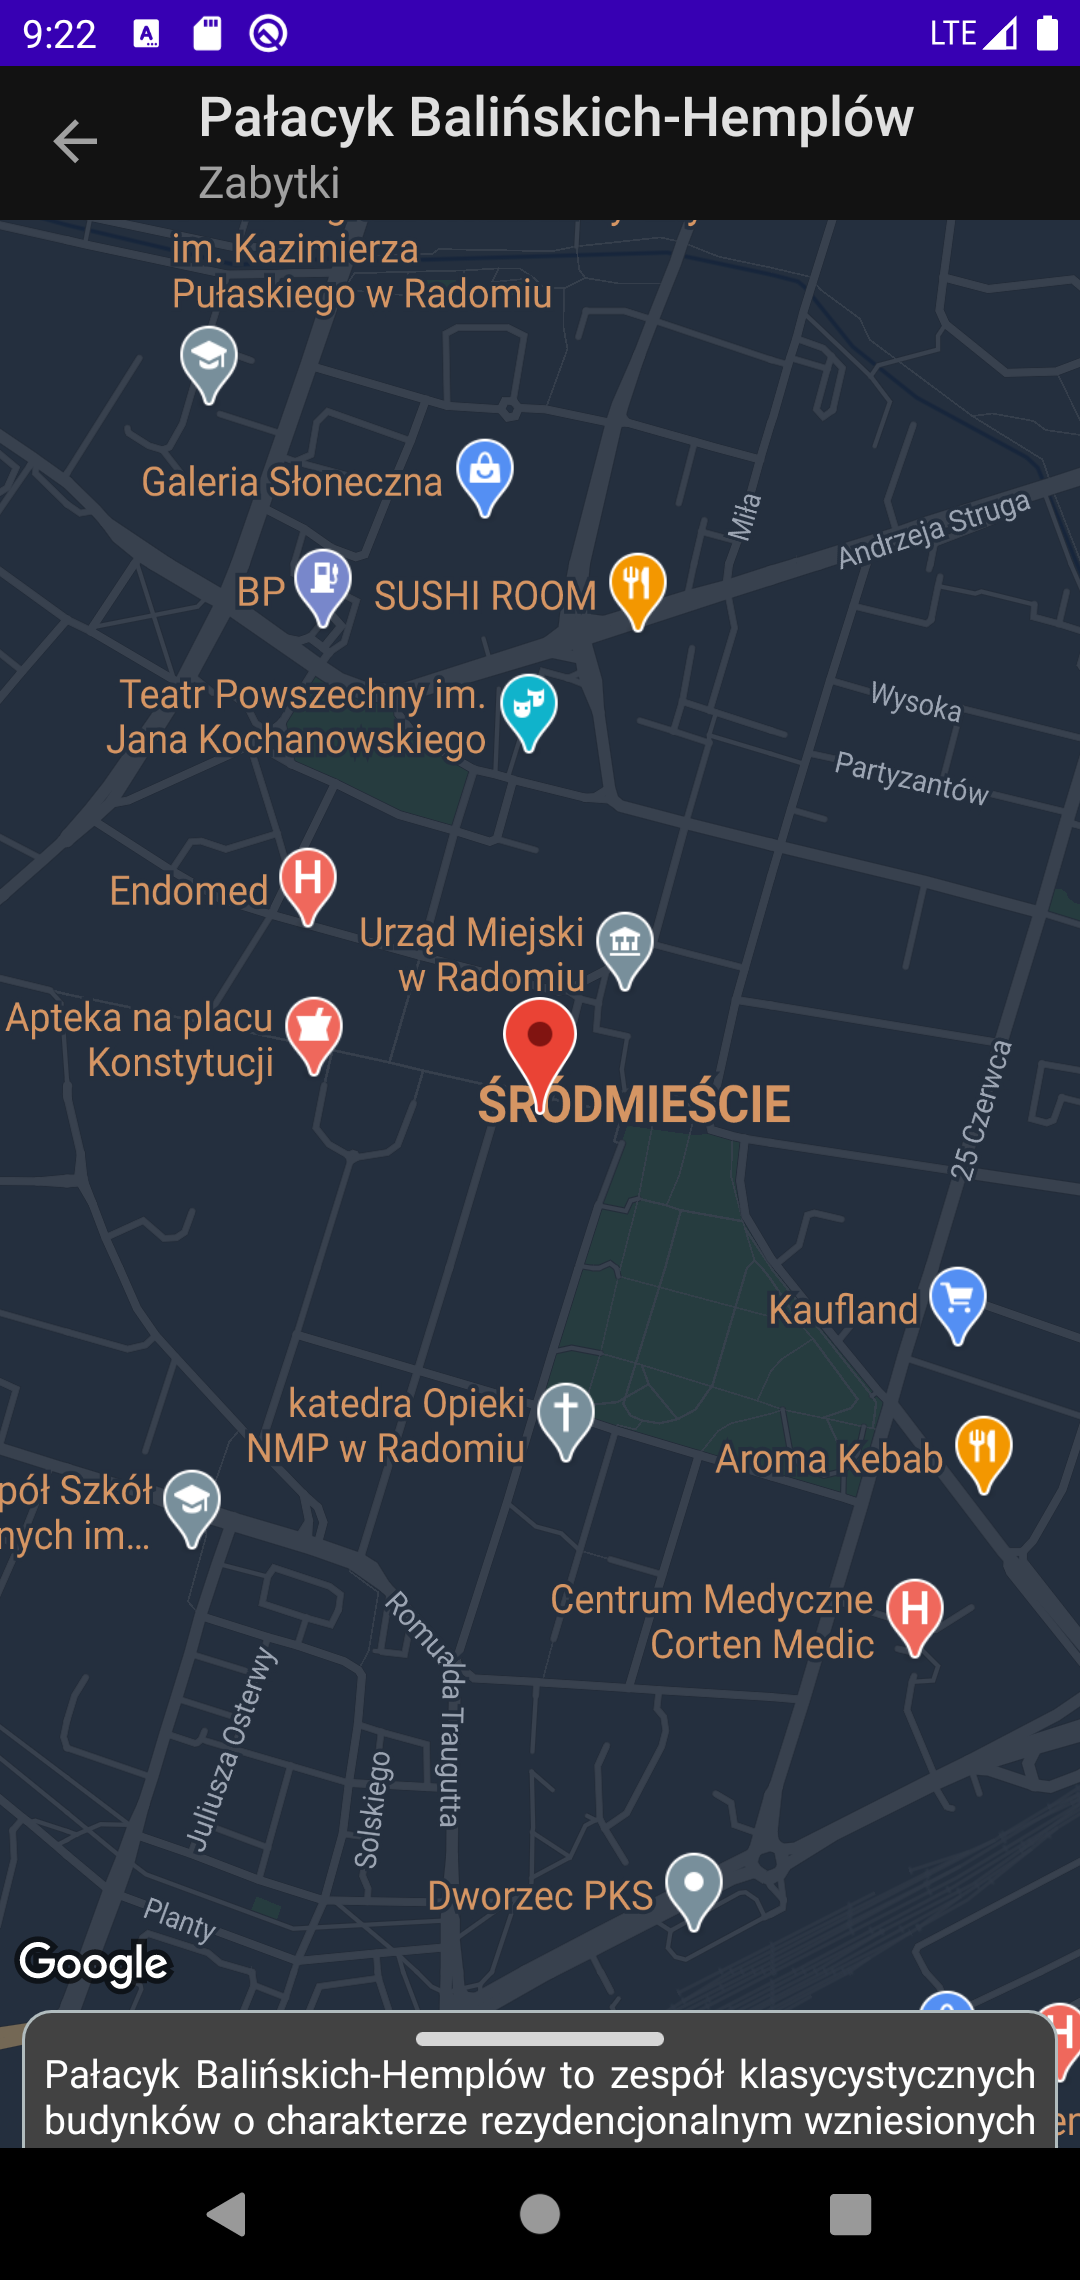 9:22
LTE
Pałacyk Balińskich-Hemplów
Zabytki
im. Kazimierza
Pułaskiego w Radomiu
Galeria Słoneczna
Miła
Andrzeja Struga
BP
SUSHI ROOM
Teatr Powszechny im.
Jana Kochanowskiego
Wysoka
Partyzantów
Endomed
Urząd Miejski
w Radomiu
Apteka na placu
Konstytucji
ŚRÓDMIEŚCIE
25 Czerwca
Kaufland
katedra Opieki
NMP w Radomiu
Aroma Kebab
pół Szkół
nych im...
Centrum Medyczne
Corten Medic
Romualda Traugutta
Juliusza Osterwy
Solskiego
Dworzec PKS
Planty
Google
Pałacyk Balińskich-Hemplów to zespół klasycystycznych
budynków o charakterze rezydencjonalnym wzniesionych